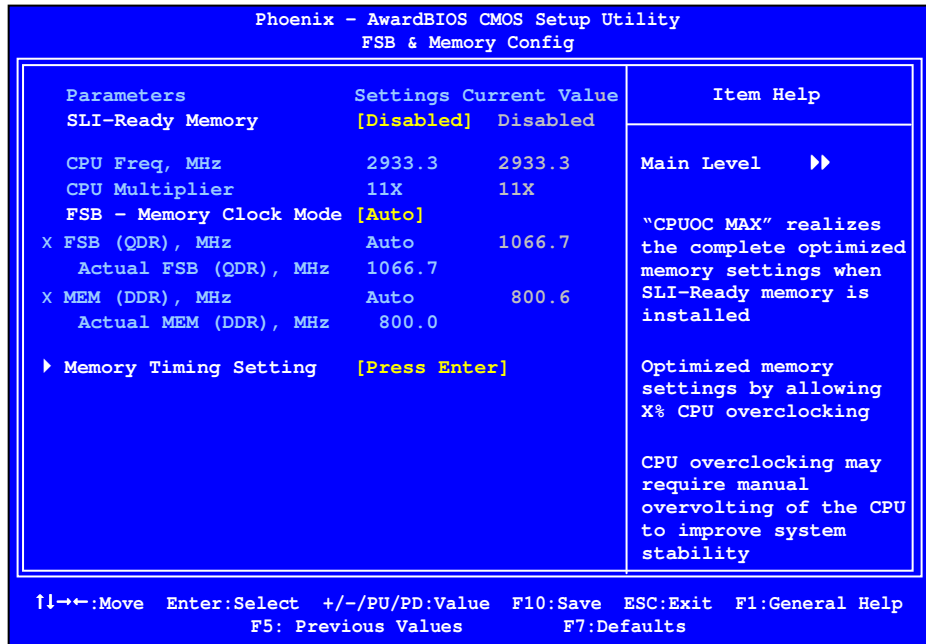 Phoenix - AwardBIOS CMOS Setup Utility
FSB & Memory Config
Parameters Settings Current Value
SLI-Ready Memory [Disabled] Disabled
CPU Freq, MHz 2933.3 2933.3
CPU Multiplier 11X 11X
FSB - Memory Clock Mode [Auto]
X FSB (QDR), MHz Auto 1066.7
Actual FSB (QDR), MHz 1066.7
X MEM (DDR), MHz Auto 800.6
Actual MEM (DDR), MHz 800.0
Memory Timing Setting [Press Enter]
Item Help
Main Level
“CPUOC MAX” realizes
the complete optimized
memory settings when
SLI-Ready memory is
installed
Optimized memory
settings by allowing
X% CPU overclocking
CPU overclocking may
require manual
overvolting of the CPU
to improve system
stability
↑↓→←:Move Enter:Select +/-/PU/PD:Value F10:Save ESC:Exit F1:General Help
F5: Previous Values F7:Defaults